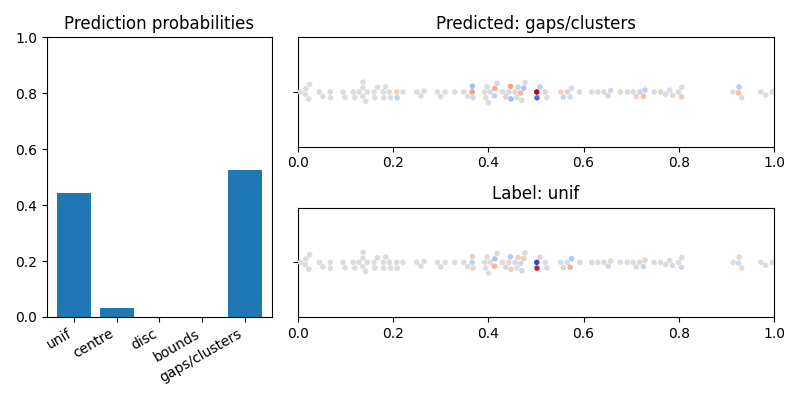 Prediction probabilities
1.0
0.8
0.6
0.4
0.2
0.0
unif
centre
disc
bounds
gaps/clusters
Predicted: gaps/clusters
0.0 0.2 0.4 0.6 0.8 1.0
Label: unif
0.0 0.2 0.4 0.6 0.8 1.0